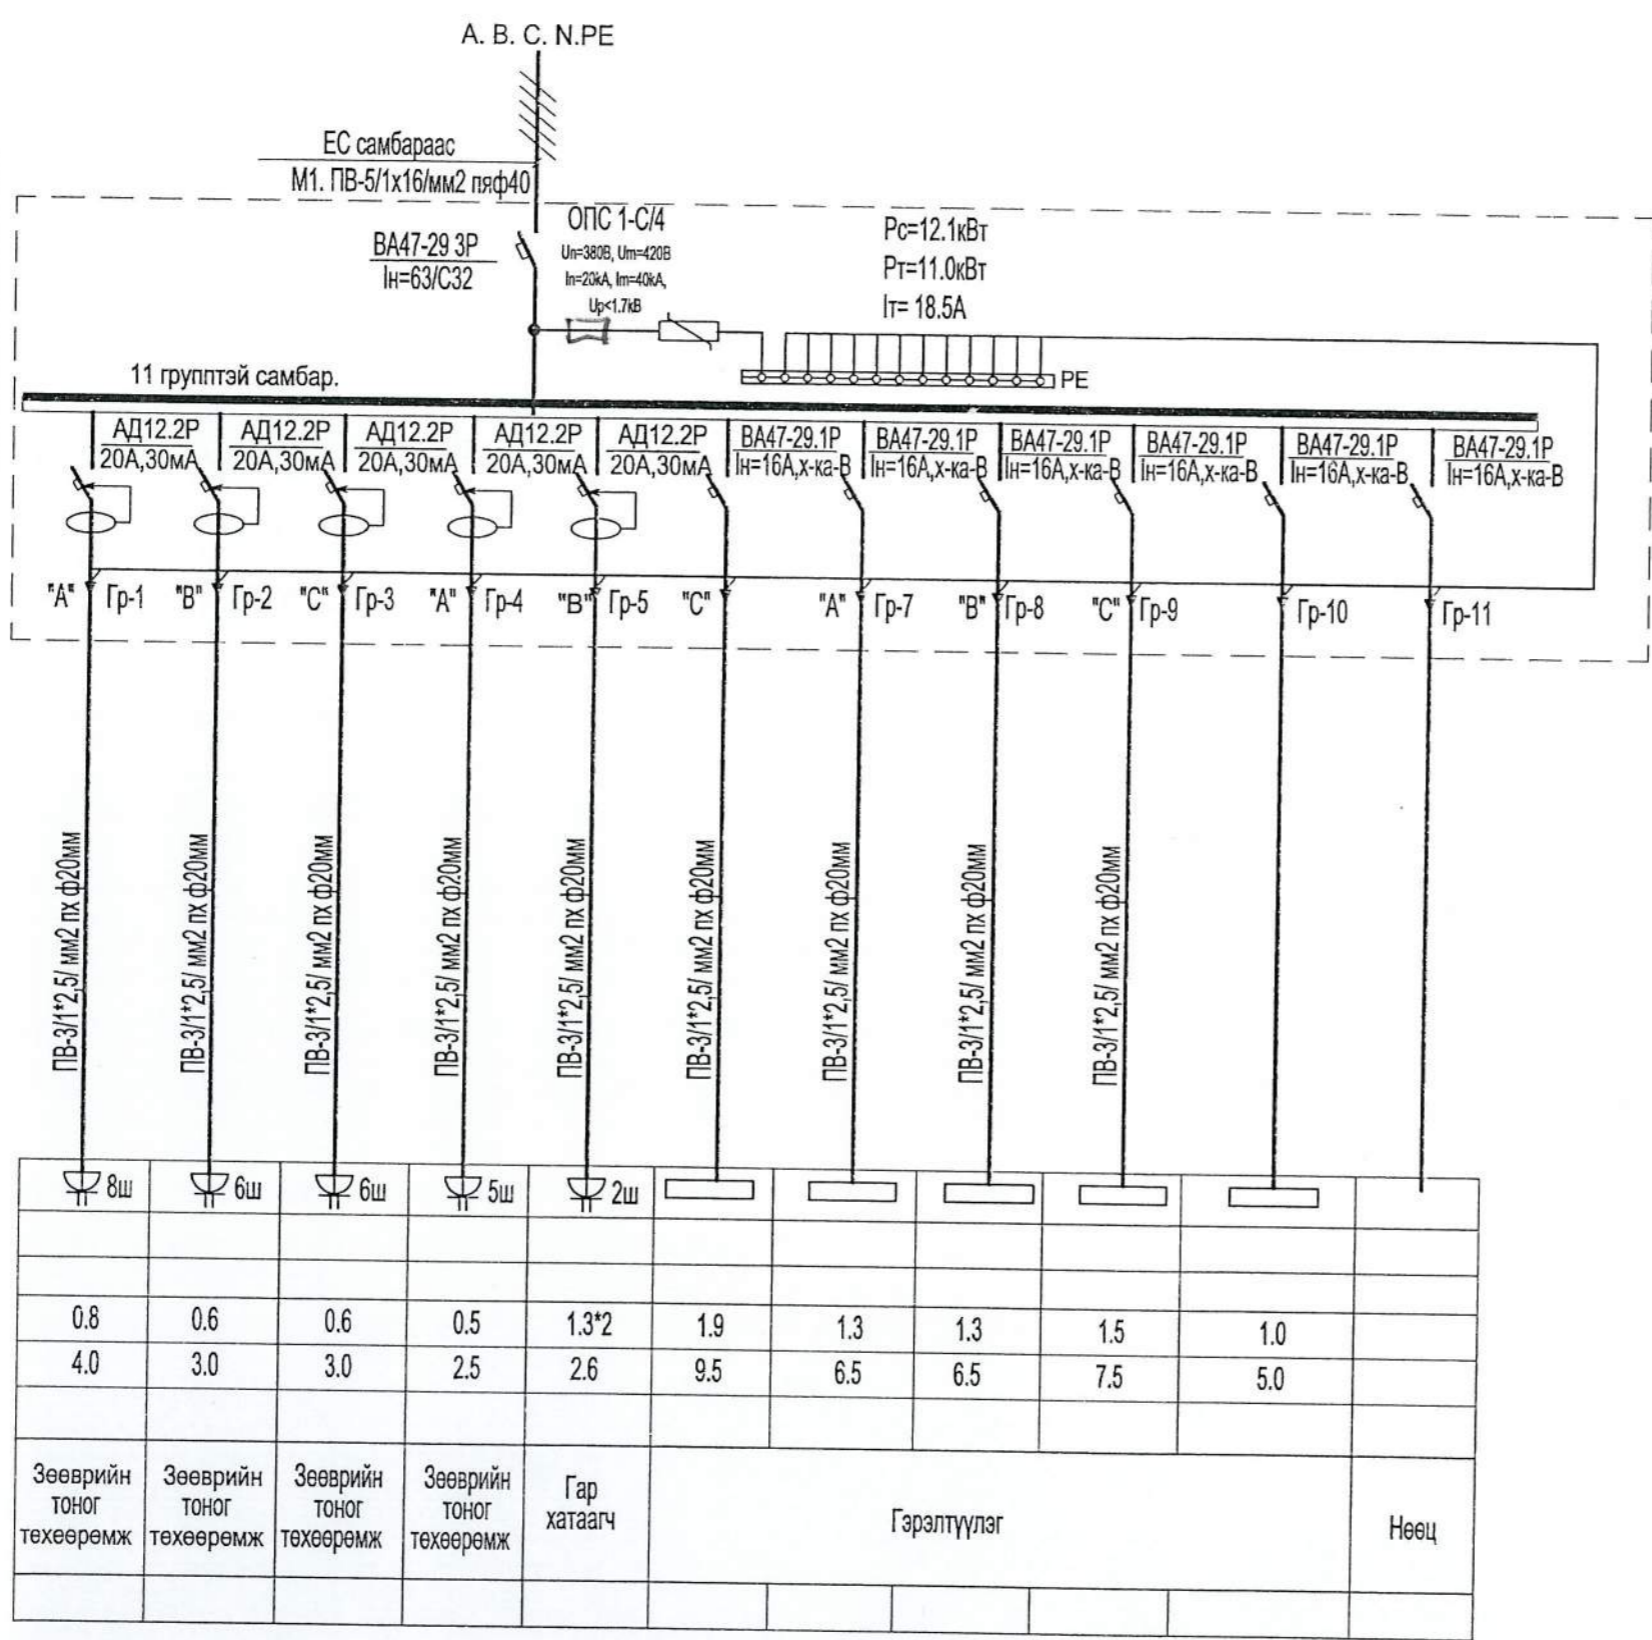 A. B. C. N.PE
ЕС самбараас
М1. ПВ-5/1х16/мм2 пяф40
ВА47-29 3Р
Iн=63/С32
ОПС 1-С/4
Un=380В, Um=420В
In=20kA, Im=40kA,
Up<1.7kB
Рс=12.1кВт
Рт=11.0кВт
Iт= 18.5А
11 групптэй самбар.
PE
АД12.2Р
20А,30мА
АД12.2Р
20А,30мА
АД12.2Р
20А,30мА
АД12.2Р
20А,30мА
АД12.2Р
20А,30мА
ВА47-29.1Р
Iн=16А,х-ка-В
ВА47-29.1Р
Iн=16А,х-ка-В
ВА47-29.1Р
Iн=16А,х-ка-В
ВА47-29.1Р
Iн=16А,х-ка-В
ВА47-29.1Р
Iн=16А,х-ка-В
ВА47-29.1Р
Iн=16А,х-ка-В
"А" Гр-1 "В" Гр-2 "С" Гр-3 "А" Гр-4 "В" Гр-5 "С" "А" Гр-7 "В" Гр-8 "С" Гр-9 Гр-10 Гр-11
ПВ-3/1*2,5/ мм2 пх ф20мм
ПВ-3/1*2,5/ мм2 пх ф20мм
ПВ-3/1*2,5/ мм2 пх ф20мм
ПВ-3/1*2,5/ мм2 пх ф20мм
ПВ-3/1*2,5/ мм2 пх ф20мм
ПВ-3/1*2,5/ мм2 пх ф20мм
ПВ-3/1*2,5/ мм2 пх ф20мм
ПВ-3/1*2,5/ мм2 пх ф20мм
ПВ-3/1*2,5/ мм2 пх ф20мм
8ш 6ш 6ш 5ш 2ш
0.8 0.6 0.6 0.5 1.3*2 1.9 1.3 1.3 1.5 1.0
4.0 3.0 3.0 2.5 2.6 9.5 6.5 6.5 7.5 5.0
Зөөврийн
тоног
төхөөрөмж
Зөөврийн
тоног
төхөөрөмж
Зөөврийн
тоног
төхөөрөмж
Зөөврийн
тоног
төхөөрөмж
Гар
хатаагч
Гэрэлтүүлэг
Нөөц